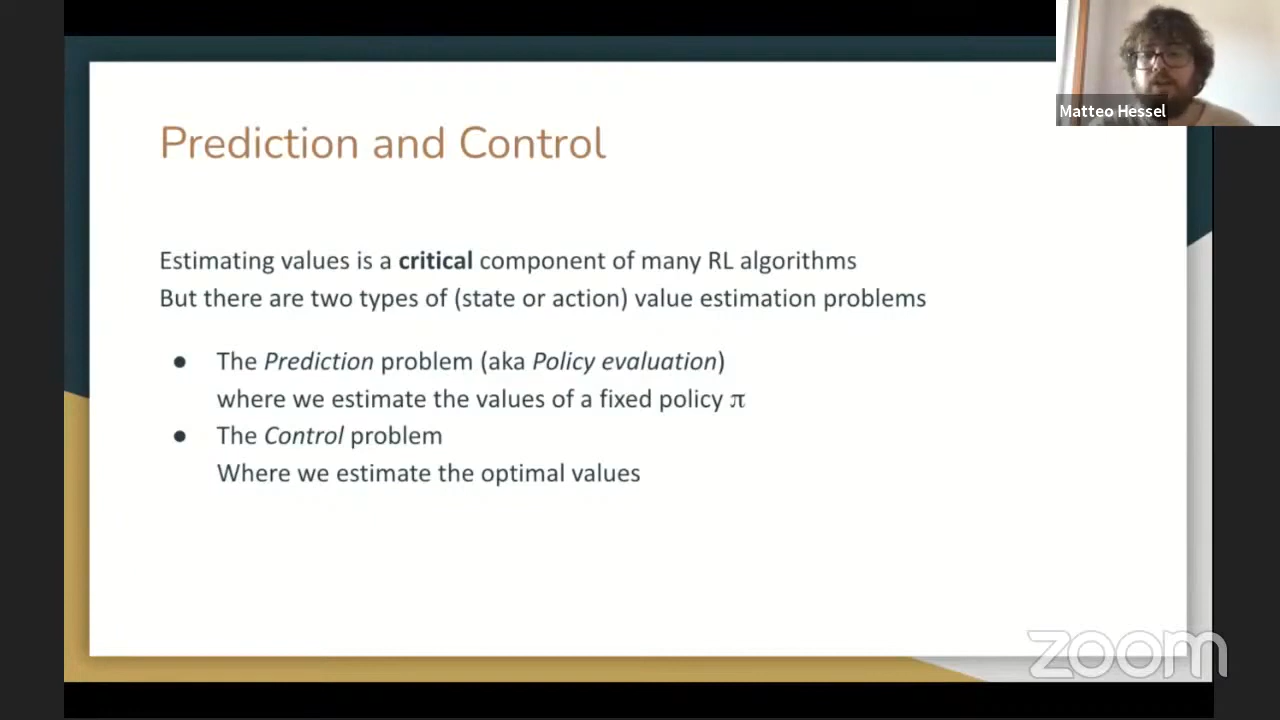 Matteo Hessel
Prediction and Control
Estimating values is a critical component of many RL algorithms
But there are two types of (state or action) value estimation problems
● The Prediction problem (aka Policy evaluation)
where we estimate the values of a fixed policy π
● The Control problem
Where we estimate the optimal values
zoom